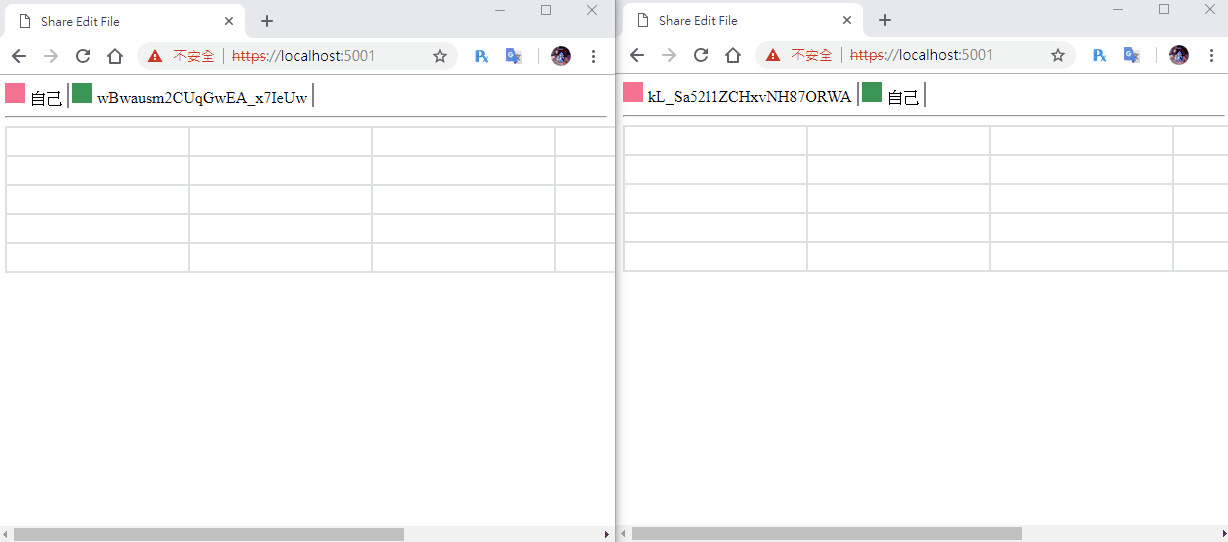 Share Edit File
不安全 https://localhost:5001
自己 wBwausm2CUqGwEA_x7IeUw
Share Edit File
不安全 https://localhost:5001
kL_Sa52l1ZCHxvNH87ORWA 自己